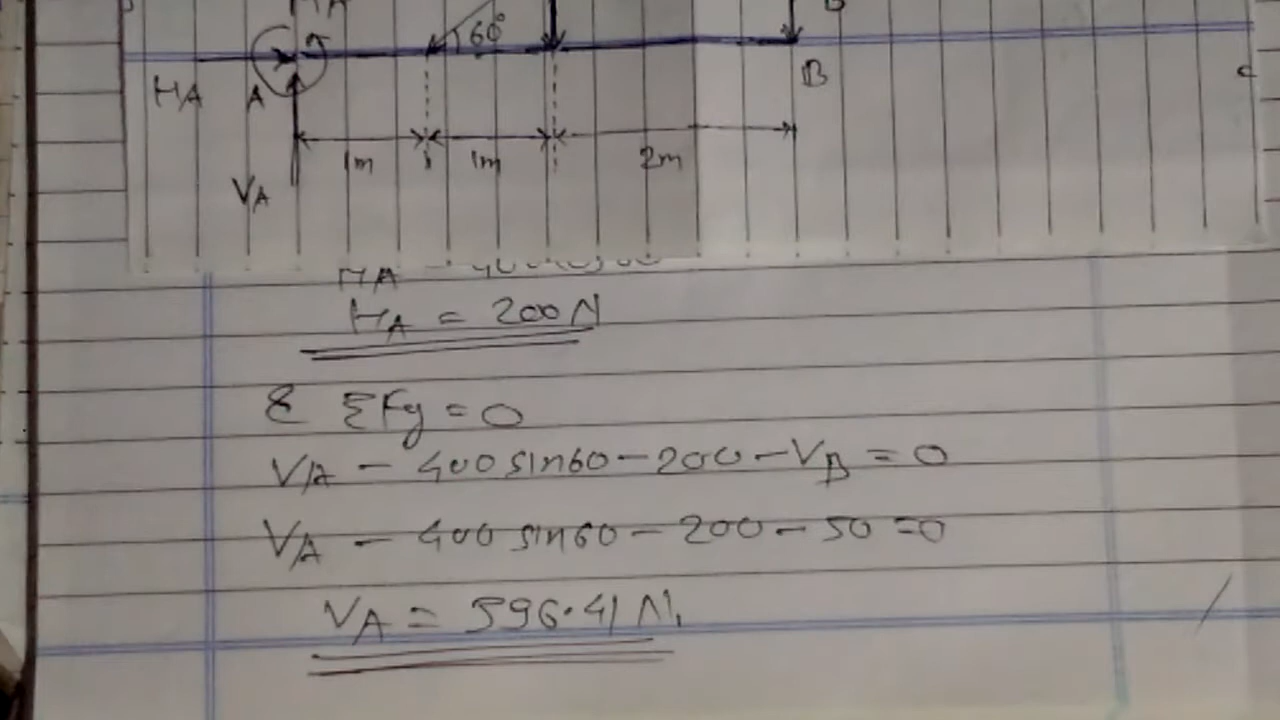 60°
HA A B
1m 1m 2m
VA
HA
HA = 200 N
& ΣFy = 0
VA - 400 sin60 - 200 - VB = 0
VA - 400 sin60 - 200 - 50 = 0
VA = 596.41 N.